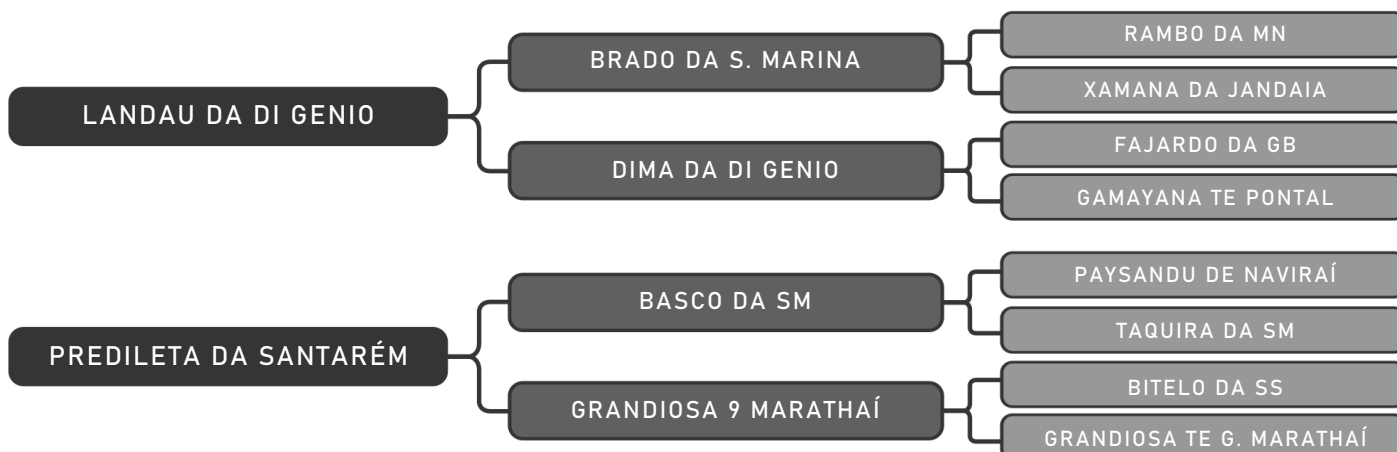 LANDAU DA DI GENIO
BRADO DA S. MARINA
RAMBO DA MN
XAMANA DA JANDAIA
DIMA DA DI GENIO
FAJARDO DA GB
GAMAYANA TE PONTAL
PREDILETA DA SANTARÉM
BASCO DA SM
PAYSANDU DE NAVIRAÍ
TAQUIRA DA SM
GRANDIOSA 9 MARATHAÍ
BITELO DA SS
GRANDIOSA TE G. MARATHAÍ